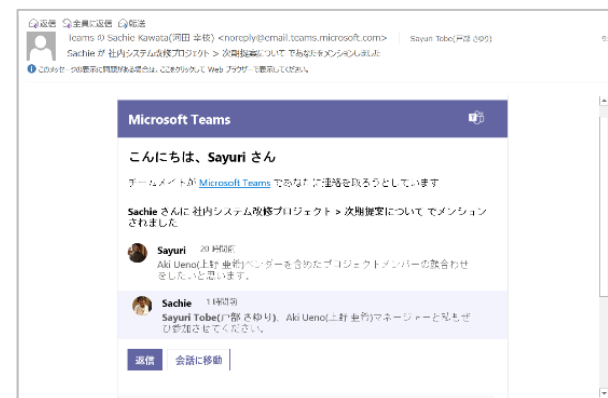 返信 全員に返信 転送
Teams の Sachie Kawata(河田 幸枝) <noreply@email.teams.microsoft.com> Sayuri Tobe(戸部 さゆり)
Sachie が 社内システム改修プロジェクト > 次期提案について であなたをメンションしました
このメッセージの表示に問題がある場合は、ここをクリックして Web ブラウザーで表示してください。
Microsoft Teams
こんにちは、Sayuri さん
チームメイトが Microsoft Teams であなたに連絡を取ろうとしています
Sachie さんに 社内システム改修プロジェクト > 次期提案について でメンション
されました
Sayuri 20 時間前
Aki Ueno(上野 亜希)ベンダーを含めたプロジェクトメンバーの顔合わせ
をしたいと思います。
Sachie 1 時間前
Sayuri Tobe(戸部 さゆり)、Aki Ueno(上野 亜希)マネージャーと私もぜ
ひ参加させてください。
返信 会話に移動